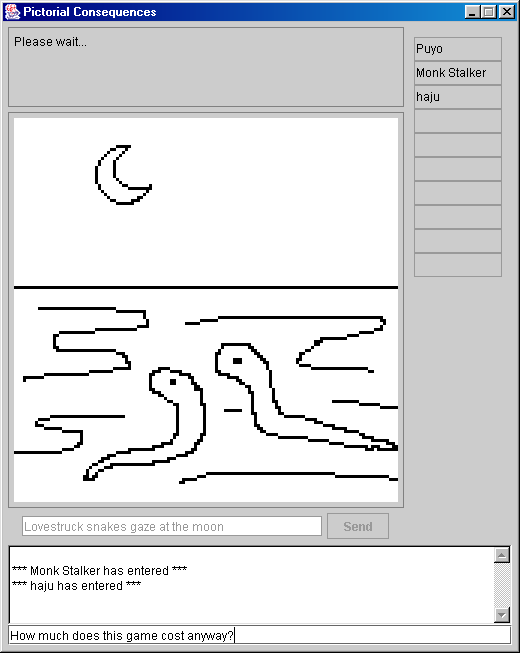 Pictorial Consequences
Please wait...
Puyo
Monk Stalker
haju
Lovestruck snakes gaze at the moon
Send
*** Monk Stalker has entered ***
*** haju has entered ***
How much does this game cost anyway?